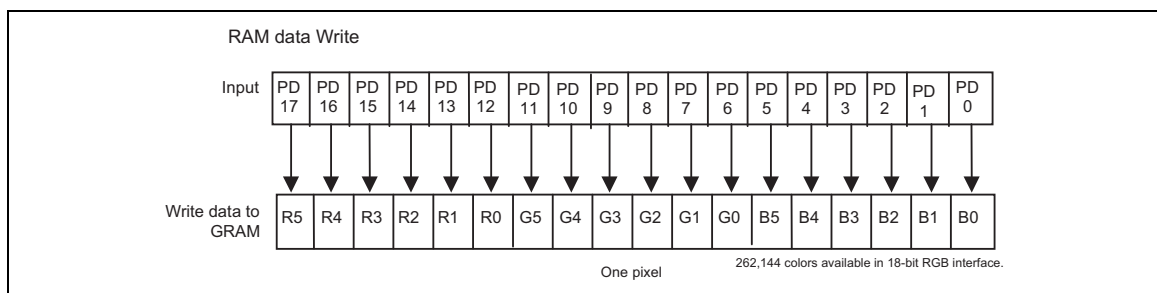 RAM data Write
Input PD PD PD PD PD PD PD PD PD PD PD PD PD PD PD PD PD PD
17 16 15 14 13 12 11 10 9 8 7 6 5 4 3 2 1 0
Write data to
GRAM
R5 R4 R3 R2 R1 R0 G5 G4 G3 G2 G1 G0 B5 B4 B3 B2 B1 B0
One pixel
262,144 colors available in 18-bit RGB interface.